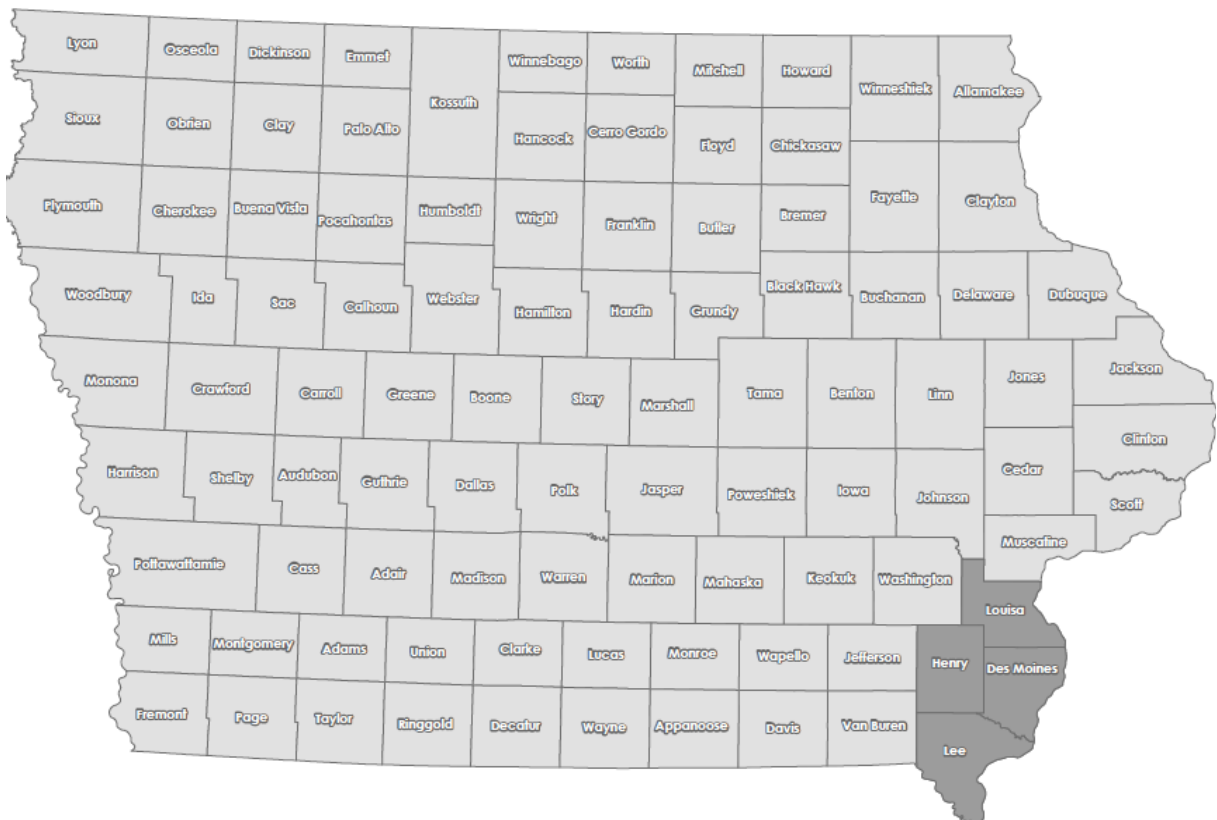 Lyon
Osceola
Dickinson
Emmet
Kossuth
Winnebago
Worth
Mitchell
Howard
Winneshiek
Allamakee
Sioux
Obrien
Clay
Palo Alto
Hancock
Cerro Gordo
Floyd
Chickasaw
Plymouth
Cherokee
Buena Vista
Pocahontas
Humboldt
Wright
Franklin
Butler
Bremer
Fayette
Clayton
Woodbury
Ida
Sac
Calhoun
Webster
Hamilton
Hardin
Grundy
Black Hawk
Buchanan
Delaware
Dubuque
Monona
Crawford
Carroll
Greene
Boone
Story
Marshall
Tama
Benton
Linn
Jones
Jackson
Clinton
Harrison
Shelby
Audubon
Guthrie
Dallas
Polk
Jasper
Poweshiek
Iowa
Johnson
Cedar
Scott
Muscatine
Pottawattamie
Cass
Adair
Madison
Warren
Marion
Mahaska
Keokuk
Washington
Louisa
Mills
Montgomery
Adams
Union
Clarke
Lucas
Monroe
Wapello
Jefferson
Henry
Des Moines
Fremont
Page
Taylor
Ringgold
Decatur
Wayne
Appanoose
Davis
Van Buren
Lee